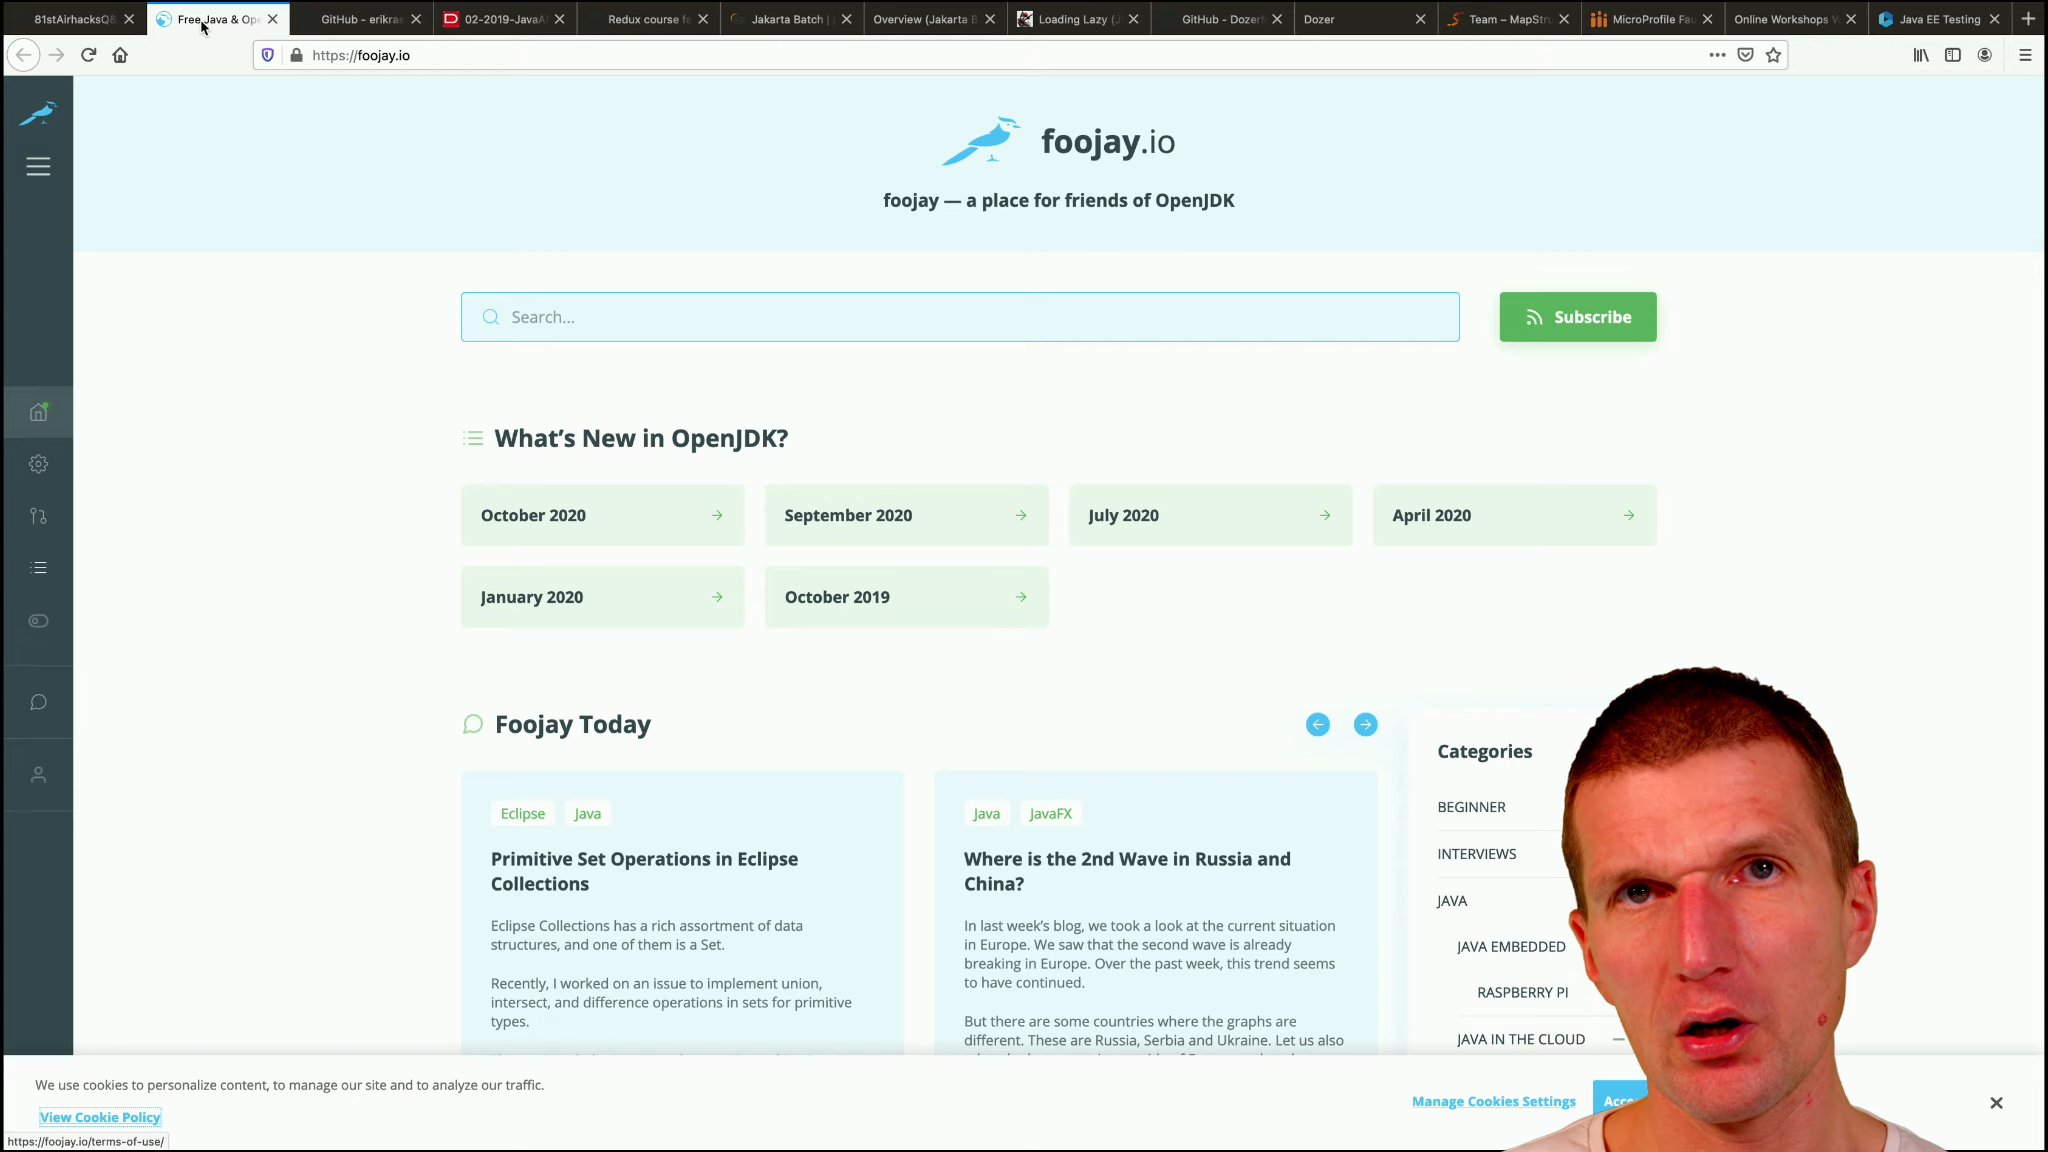 81stAirhacksQ&
Free Java & Ope
GitHub - erikras
02-2019-JavaA
Redux course fe
Jakarta Batch |
Overview (Jakarta B
Loading Lazy (J
GitHub - Dozer
Dozer
Team – MapStru
MicroProfile Fau
Online Workshops
Java EE Testing
https://foojay.io
foojay.io
foojay — a place for friends of OpenJDK
Search...
Subscribe
What's New in OpenJDK?
October 2020
September 2020
July 2020
April 2020
January 2020
October 2019
Foojay Today
Eclipse Java
Primitive Set Operations in Eclipse
Collections
Eclipse Collections has a rich assortment of data
structures, and one of them is a Set.
Recently, I worked on an issue to implement union,
intersect, and difference operations in sets for primitive
types.
Java JavaFX
Where is the 2nd Wave in Russia and
China?
In last week's blog, we took a look at the current situation
in Europe. We saw that the second wave is already
breaking in Europe. Over the past week, this trend seems
to have continued.
But there are some countries where the graphs are
different. These are Russia, Serbia and Ukraine. Let us also
Categories
BEGINNER
INTERVIEWS
JAVA
JAVA EMBEDDED
RASPBERRY PI
JAVA IN THE CLOUD
We use cookies to personalize content, to manage our site and to analyze our traffic.
View Cookie Policy
Manage Cookies Settings
https://foojay.io/terms-of-use/